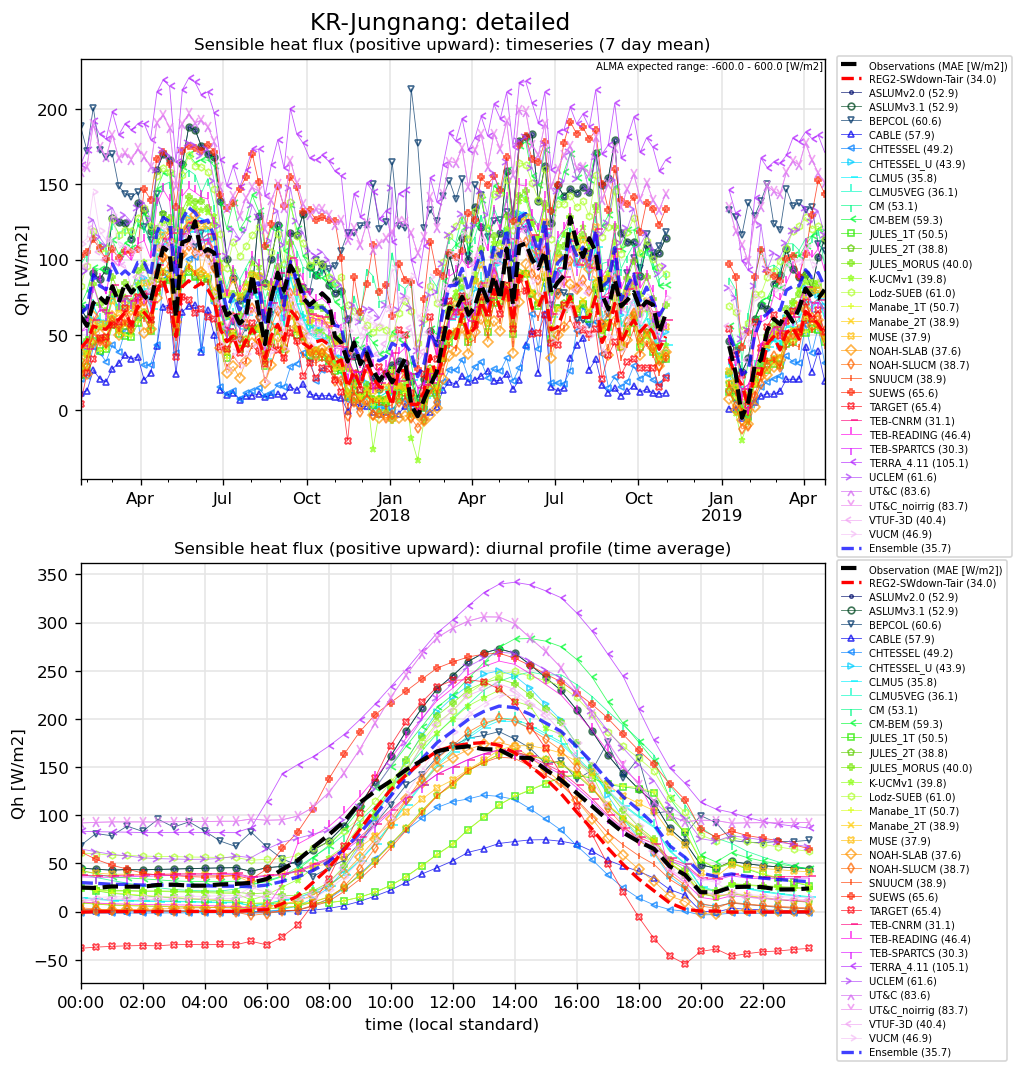 KR-Jungnang: detailed
Sensible heat flux (positive upward): timeseries (7 day mean)
ALMA expected range: -600.0 - 600.0 [W/m2]
Qh [W/m2]
200
150
100
50
0
Apr
Jul
Oct
Jan
2018
Apr
Jul
Oct
Jan
2019
Apr
Observations (MAE [W/m2])
REG2-SWdown-Tair (34.0)
ASLUMv2.0 (52.9)
ASLUMv3.1 (52.9)
BEPCOL (60.6)
CABLE (57.9)
CHTESSEL (49.2)
CHTESSEL_U (43.9)
CLMU5 (35.8)
CLMU5VEG (36.1)
CM (53.1)
CM-BEM (59.3)
JULES_1T (50.5)
JULES_2T (38.8)
JULES_MORUS (40.0)
K-UCMv1 (39.8)
Lodz-SUEB (61.0)
Manabe_1T (50.7)
Manabe_2T (38.9)
MUSE (37.9)
NOAH-SLAB (37.6)
NOAH-SLUCM (38.7)
SNUUCM (38.9)
SUEWS (65.6)
TARGET (65.4)
TEB-CNRM (31.1)
TEB-READING (46.4)
TEB-SPARTCS (30.3)
TERRA_4.11 (105.1)
UCLEM (61.6)
UT&C (83.6)
UT&C_noirrig (83.7)
VTUF-3D (40.4)
VUCM (46.9)
Ensemble (35.7)
Sensible heat flux (positive upward): diurnal profile (time average)
Qh [W/m2]
350
300
250
200
150
100
50
0
−50
00:00
02:00
04:00
06:00
08:00
10:00
12:00
14:00
16:00
18:00
20:00
22:00
time (local standard)
Observation (MAE [W/m2])
REG2-SWdown-Tair (34.0)
ASLUMv2.0 (52.9)
ASLUMv3.1 (52.9)
BEPCOL (60.6)
CABLE (57.9)
CHTESSEL (49.2)
CHTESSEL_U (43.9)
CLMU5 (35.8)
CLMU5VEG (36.1)
CM (53.1)
CM-BEM (59.3)
JULES_1T (50.5)
JULES_2T (38.8)
JULES_MORUS (40.0)
K-UCMv1 (39.8)
Lodz-SUEB (61.0)
Manabe_1T (50.7)
Manabe_2T (38.9)
MUSE (37.9)
NOAH-SLAB (37.6)
NOAH-SLUCM (38.7)
SNUUCM (38.9)
SUEWS (65.6)
TARGET (65.4)
TEB-CNRM (31.1)
TEB-READING (46.4)
TEB-SPARTCS (30.3)
TERRA_4.11 (105.1)
UCLEM (61.6)
UT&C (83.6)
UT&C_noirrig (83.7)
VTUF-3D (40.4)
VUCM (46.9)
Ensemble (35.7)